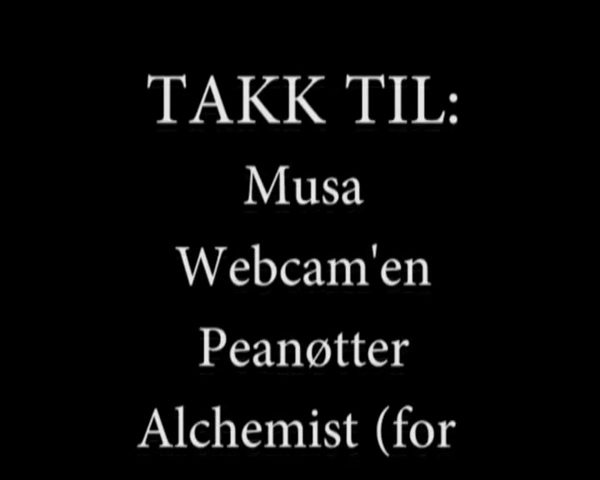 TAKK TIL:
Musa
Webcam'en
Peanøtter
Alchemist (for